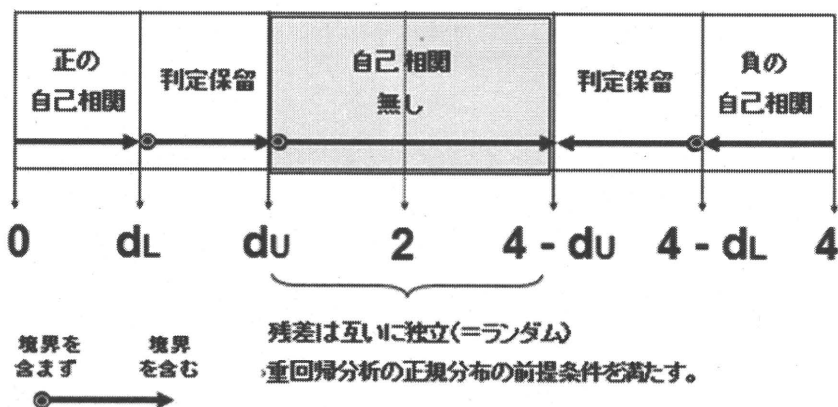 正の
自己相関
判定保留
自己相関
無し
判定保留
負の
自己相関
0 dL dU 2 4 - dU 4 - dL 4
残差は互いに独立(=ランダム)
重回帰分析の正規分布の前提条件を満たす。
境界を
含まず
境界
を含む